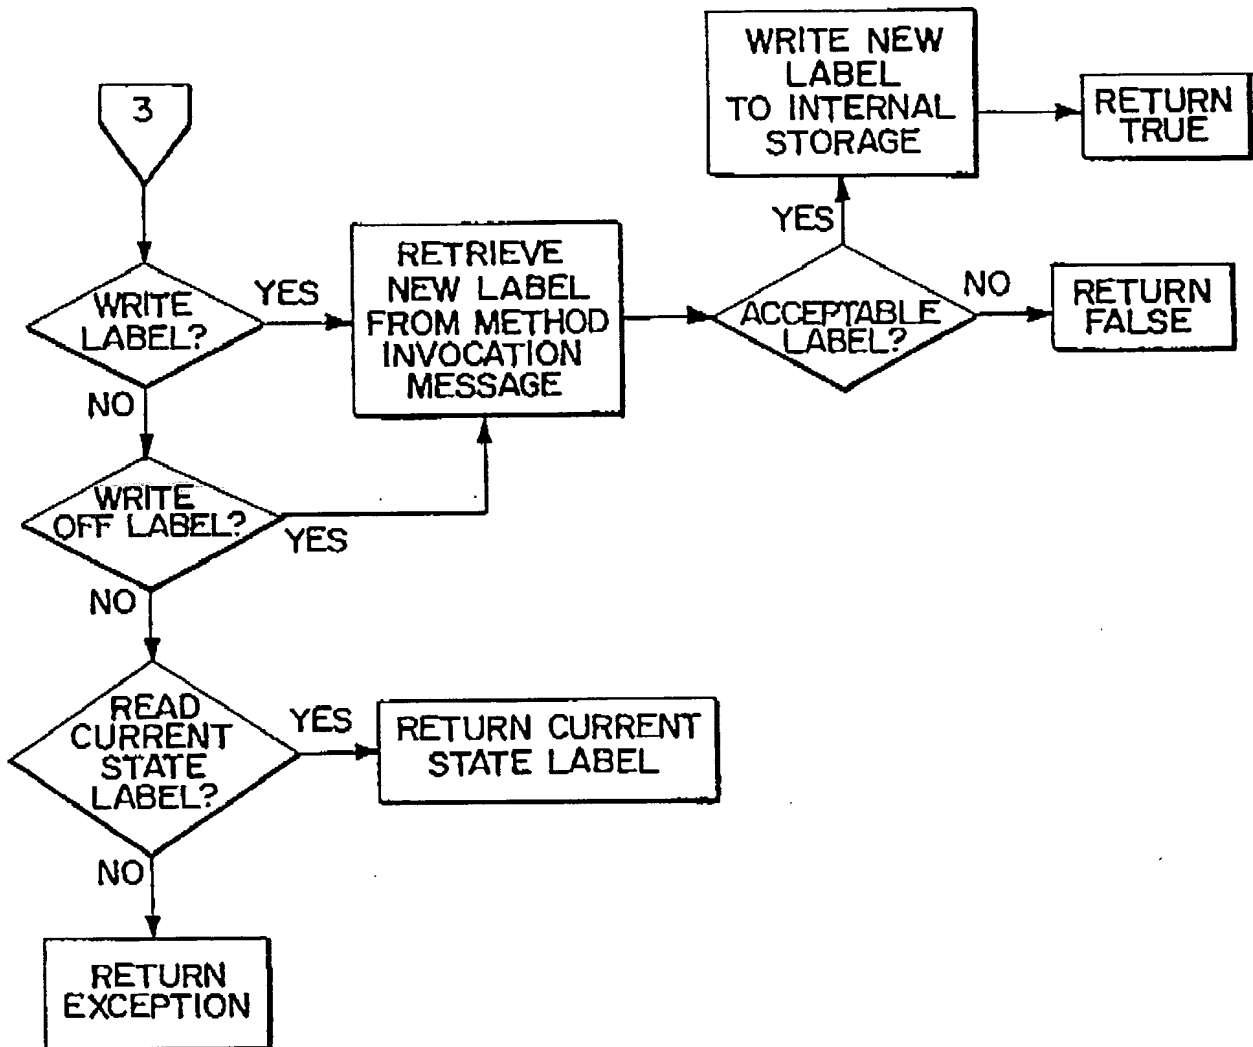 3
WRITE NEW
LABEL
TO INTERNAL
STORAGE
RETURN
TRUE
YES
WRITE
LABEL?
YES
RETRIEVE
NEW LABEL
FROM METHOD
INVOCATION
MESSAGE
ACCEPTABLE
LABEL?
NO
RETURN
FALSE
NO
WRITE
OFF LABEL?
YES
NO
READ
CURRENT
STATE
LABEL?
YES
RETURN CURRENT
STATE LABEL
NO
RETURN
EXCEPTION